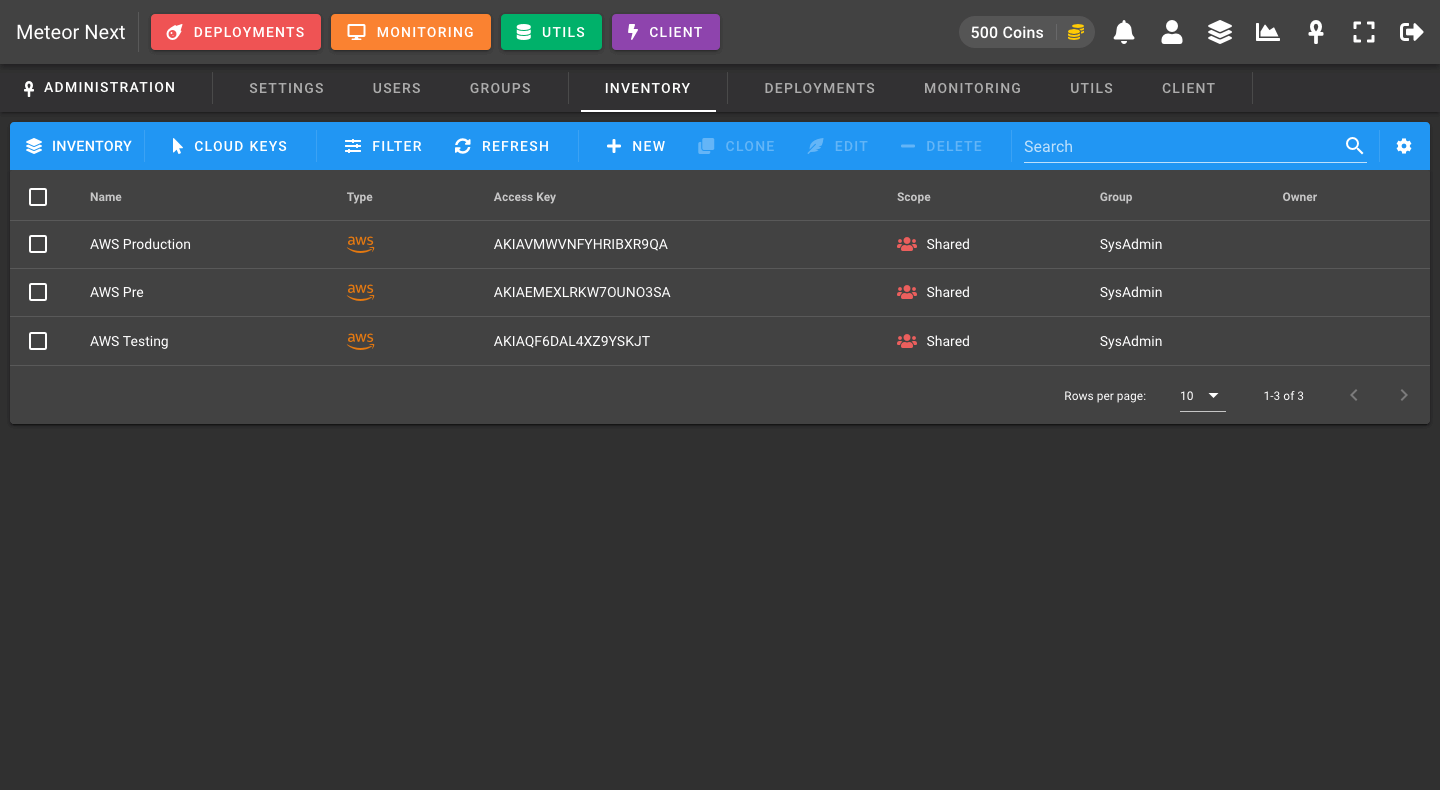 Meteor Next DEPLOYMENTS MONITORING UTILS CLIENT 500 Coins
ADMINISTRATION SETTINGS USERS GROUPS INVENTORY DEPLOYMENTS MONITORING UTILS CLIENT
INVENTORY CLOUD KEYS FILTER REFRESH NEW CLONE EDIT DELETE Search
Name Type Access Key Scope Group Owner
AWS Production aws AKIAVMWVNFYHRIBXR9QA Shared SysAdmin
AWS Pre aws AKIAEMEXLRKW7OUNO3SA Shared SysAdmin
AWS Testing aws AKIAQF6DAL4XZ9YSKJT Shared SysAdmin
Rows per page: 10 1-3 of 3